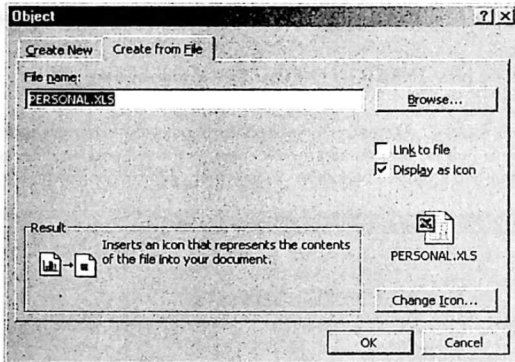 Object
Create New
Create from File
File name:
PERSONAL.XLS
Browse...
Link to file
Display as icon
Result
Inserts an icon that represents the contents
of the file into your document.
PERSONAL.XLS
Change Icon...
OK
Cancel